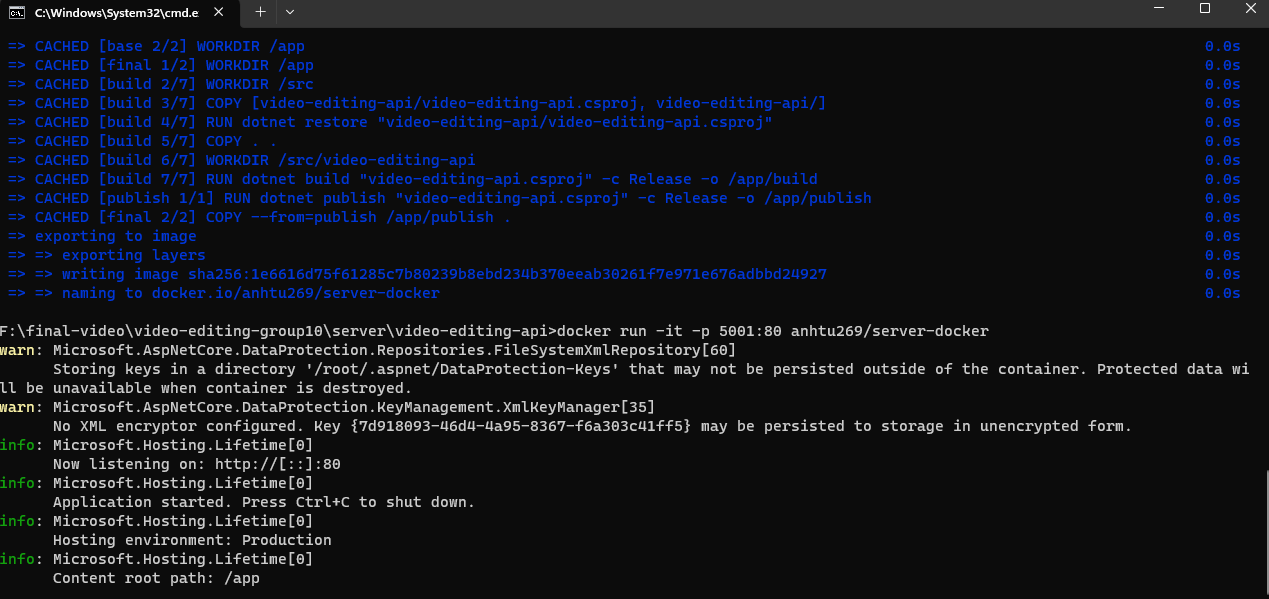 C:\Windows\System32\cmd.e
=> CACHED [base 2/2] WORKDIR /app 0.0s
=> CACHED [final 1/2] WORKDIR /app 0.0s
=> CACHED [build 2/7] WORKDIR /src 0.0s
=> CACHED [build 3/7] COPY [video-editing-api/video-editing-api.csproj, video-editing-api/] 0.0s
=> CACHED [build 4/7] RUN dotnet restore "video-editing-api/video-editing-api.csproj" 0.0s
=> CACHED [build 5/7] COPY . . 0.0s
=> CACHED [build 6/7] WORKDIR /src/video-editing-api 0.0s
=> CACHED [build 7/7] RUN dotnet build "video-editing-api.csproj" -c Release -o /app/build 0.0s
=> CACHED [publish 1/1] RUN dotnet publish "video-editing-api.csproj" -c Release -o /app/publish 0.0s
=> CACHED [final 2/2] COPY --from=publish /app/publish . 0.0s
=> exporting to image 0.0s
=> => exporting layers 0.0s
=> => writing image sha256:1e6616d75f61285c7b80239b8ebd234b370eeab30261f7e971e676adbbd24927 0.0s
=> => naming to docker.io/anhtu269/server-docker 0.0s
F:\final-video\video-editing-group10\server\video-editing-api>docker run -it -p 5001:80 anhtu269/server-docker
warn: Microsoft.AspNetCore.DataProtection.Repositories.FileSystemXmlRepository[60]
Storing keys in a directory '/root/.aspnet/DataProtection-Keys' that may not be persisted outside of the container. Protected data wi
ll be unavailable when container is destroyed.
warn: Microsoft.AspNetCore.DataProtection.KeyManagement.XmlKeyManager[35]
No XML encryptor configured. Key {7d918093-46d4-4a95-8367-f6a303c41ff5} may be persisted to storage in unencrypted form.
info: Microsoft.Hosting.Lifetime[0]
Now listening on: http://[::]:80
info: Microsoft.Hosting.Lifetime[0]
Application started. Press Ctrl+C to shut down.
info: Microsoft.Hosting.Lifetime[0]
Hosting environment: Production
info: Microsoft.Hosting.Lifetime[0]
Content root path: /app